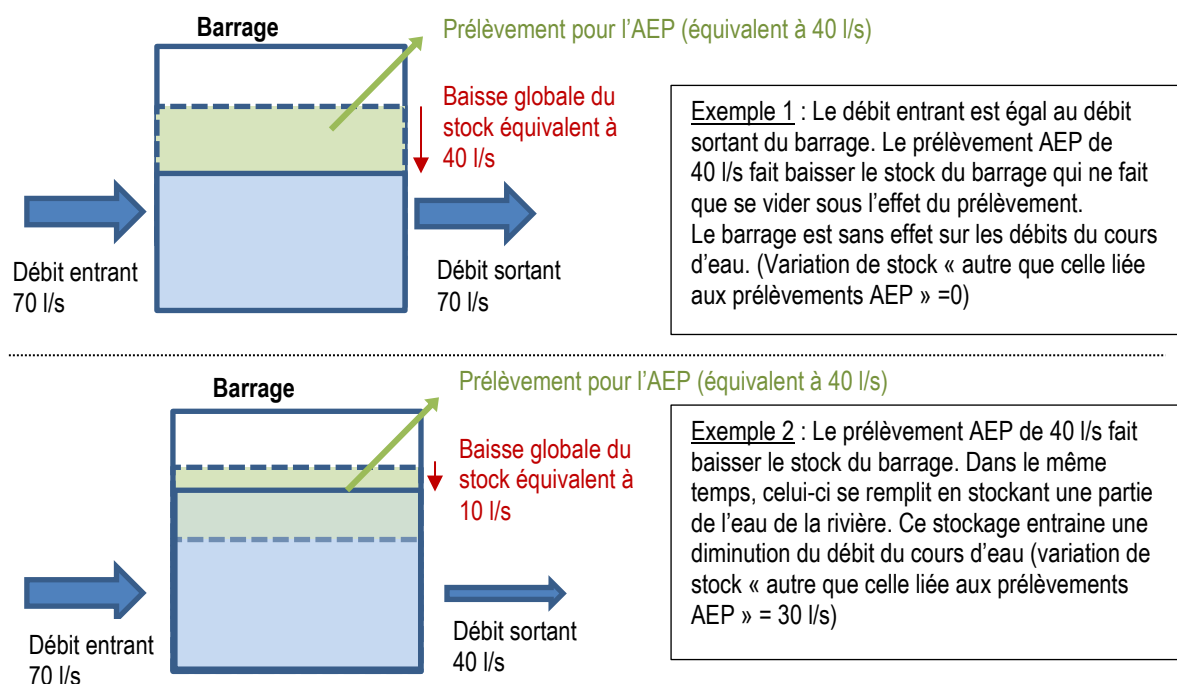 Barrage
Prélèvement pour l'AEP (équivalent à 40 l/s)
Baisse globale du
stock équivalent à
40 l/s
Débit entrant
70 l/s
Débit sortant
70 l/s
Exemple 1 : Le débit entrant est égal au débit
sortant du barrage. Le prélèvement AEP de
40 l/s fait baisser le stock du barrage qui ne fait
que se vider sous l'effet du prélèvement.
Le barrage est sans effet sur les débits du cours
d'eau. (Variation de stock « autre que celle liée
aux prélèvements AEP » =0)
Barrage
Prélèvement pour l'AEP (équivalent à 40 l/s)
Baisse globale du
stock équivalent à
10 l/s
Débit entrant
70 l/s
Débit sortant
40 l/s
Exemple 2 : Le prélèvement AEP de 40 l/s fait
baisser le stock du barrage. Dans le même
temps, celui-ci se remplit en stockant une partie
de l'eau de la rivière. Ce stockage entraine une
diminution du débit du cours d'eau (variation de
stock « autre que celle liée aux prélèvements
AEP » = 30 l/s)